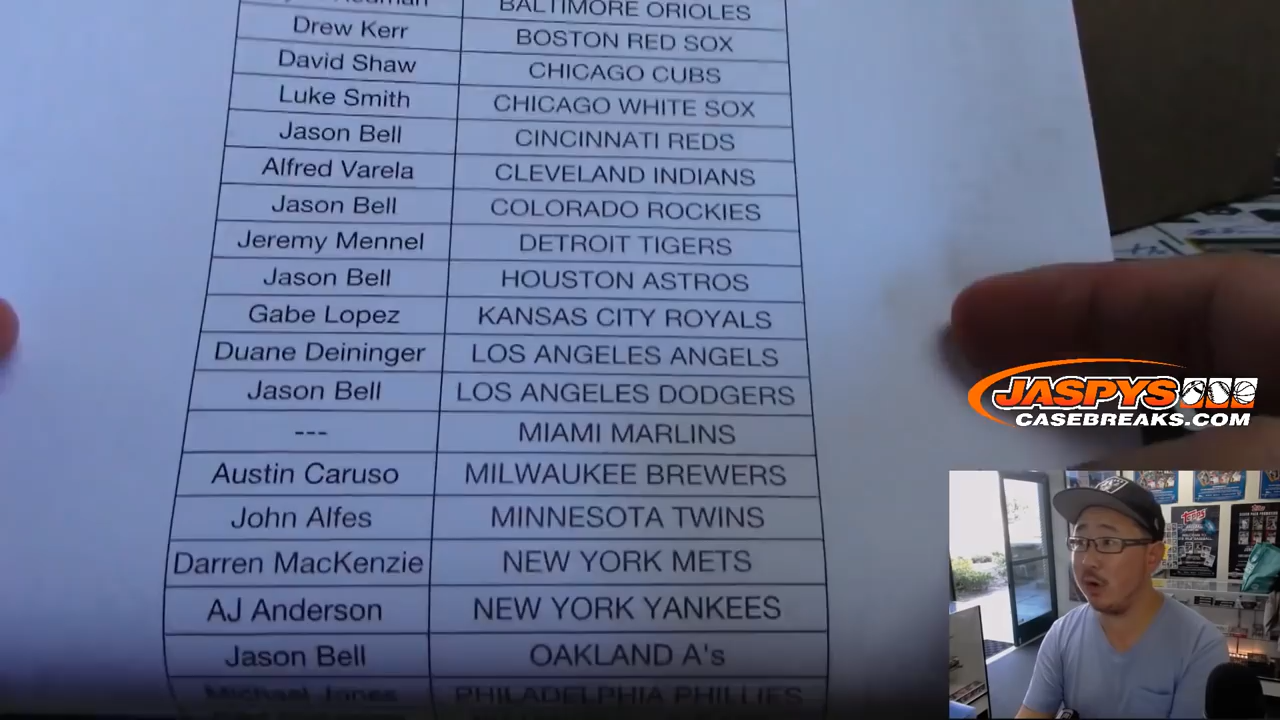 BALTIMORE ORIOLES
Drew Kerr BOSTON RED SOX
David Shaw CHICAGO CUBS
Luke Smith CHICAGO WHITE SOX
Jason Bell CINCINNATI REDS
Alfred Varela CLEVELAND INDIANS
Jason Bell COLORADO ROCKIES
Jeremy Mennel DETROIT TIGERS
Jason Bell HOUSTON ASTROS
Gabe Lopez KANSAS CITY ROYALS
Duane Deininger LOS ANGELES ANGELS
Jason Bell LOS ANGELES DODGERS
--- MIAMI MARLINS
Austin Caruso MILWAUKEE BREWERS
John Alfes MINNESOTA TWINS
Darren MacKenzie NEW YORK METS
AJ Anderson NEW YORK YANKEES
Jason Bell OAKLAND A's
Michael Jones PHILADELPHIA PHILLIES
JASPYS
CASEBREAKS.COM
TOPPS